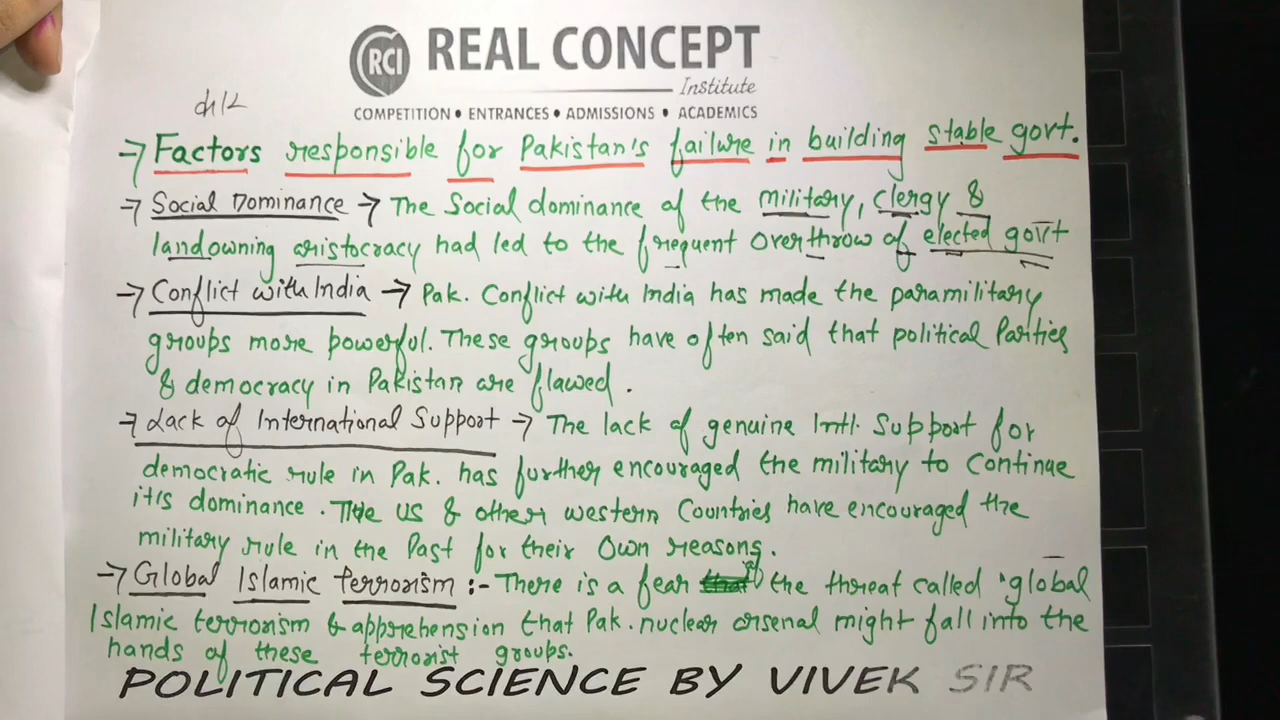 RCI REAL CONCEPT
Institute
COMPETITION • ENTRANCES • ADMISSIONS • ACADEMICS
→ Factors responsible for Pakistan's failure in building stable govt.
→ Social Dominance → The Social dominance of the military, clergy &
landowning aristocracy had led to the frequent overthrow of elected govt
→ Conflict with India → Pak. Conflict with India has made the paramilitary
groups more powerful. These groups have often said that political Parties
& democracy in Pakistan are flawed.
→ Lack of International Support → The lack of genuine Intl. Support for
democratic rule in Pak. has further encouraged the military to Continue
it's dominance. The US & other western Countries have encouraged the
military rule in the Past for their Own reasons.
→ Global Islamic terrorism :- There is a fear of the threat called 'global
Islamic terrorism & apprehension that Pak. nuclear arsenal might fall into the
hands of these terrorist groups.
POLITICAL SCIENCE BY VIVEK SIR